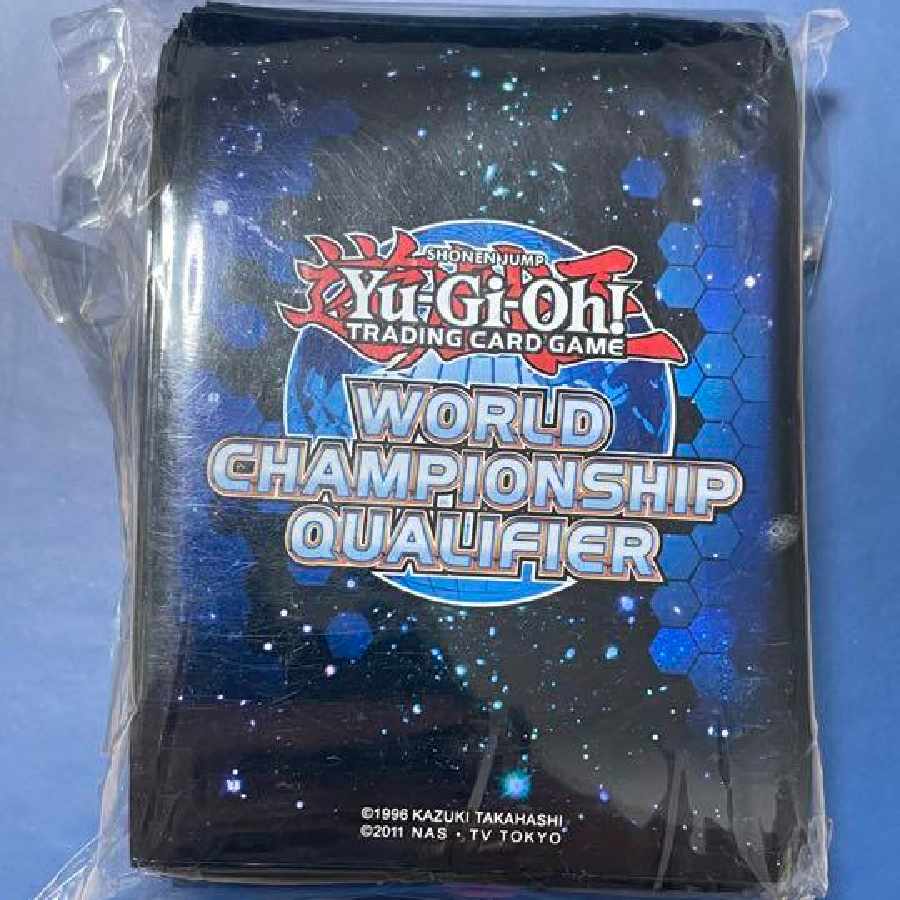 SHONEN JUMP
Yu-Gi-Oh!
TRADING CARD GAME
WORLD
CHAMPIONSHIP
QUALIFIER
©1996 KAZUKI TAKAHASHI
©2011 NAS • TV TOKYO